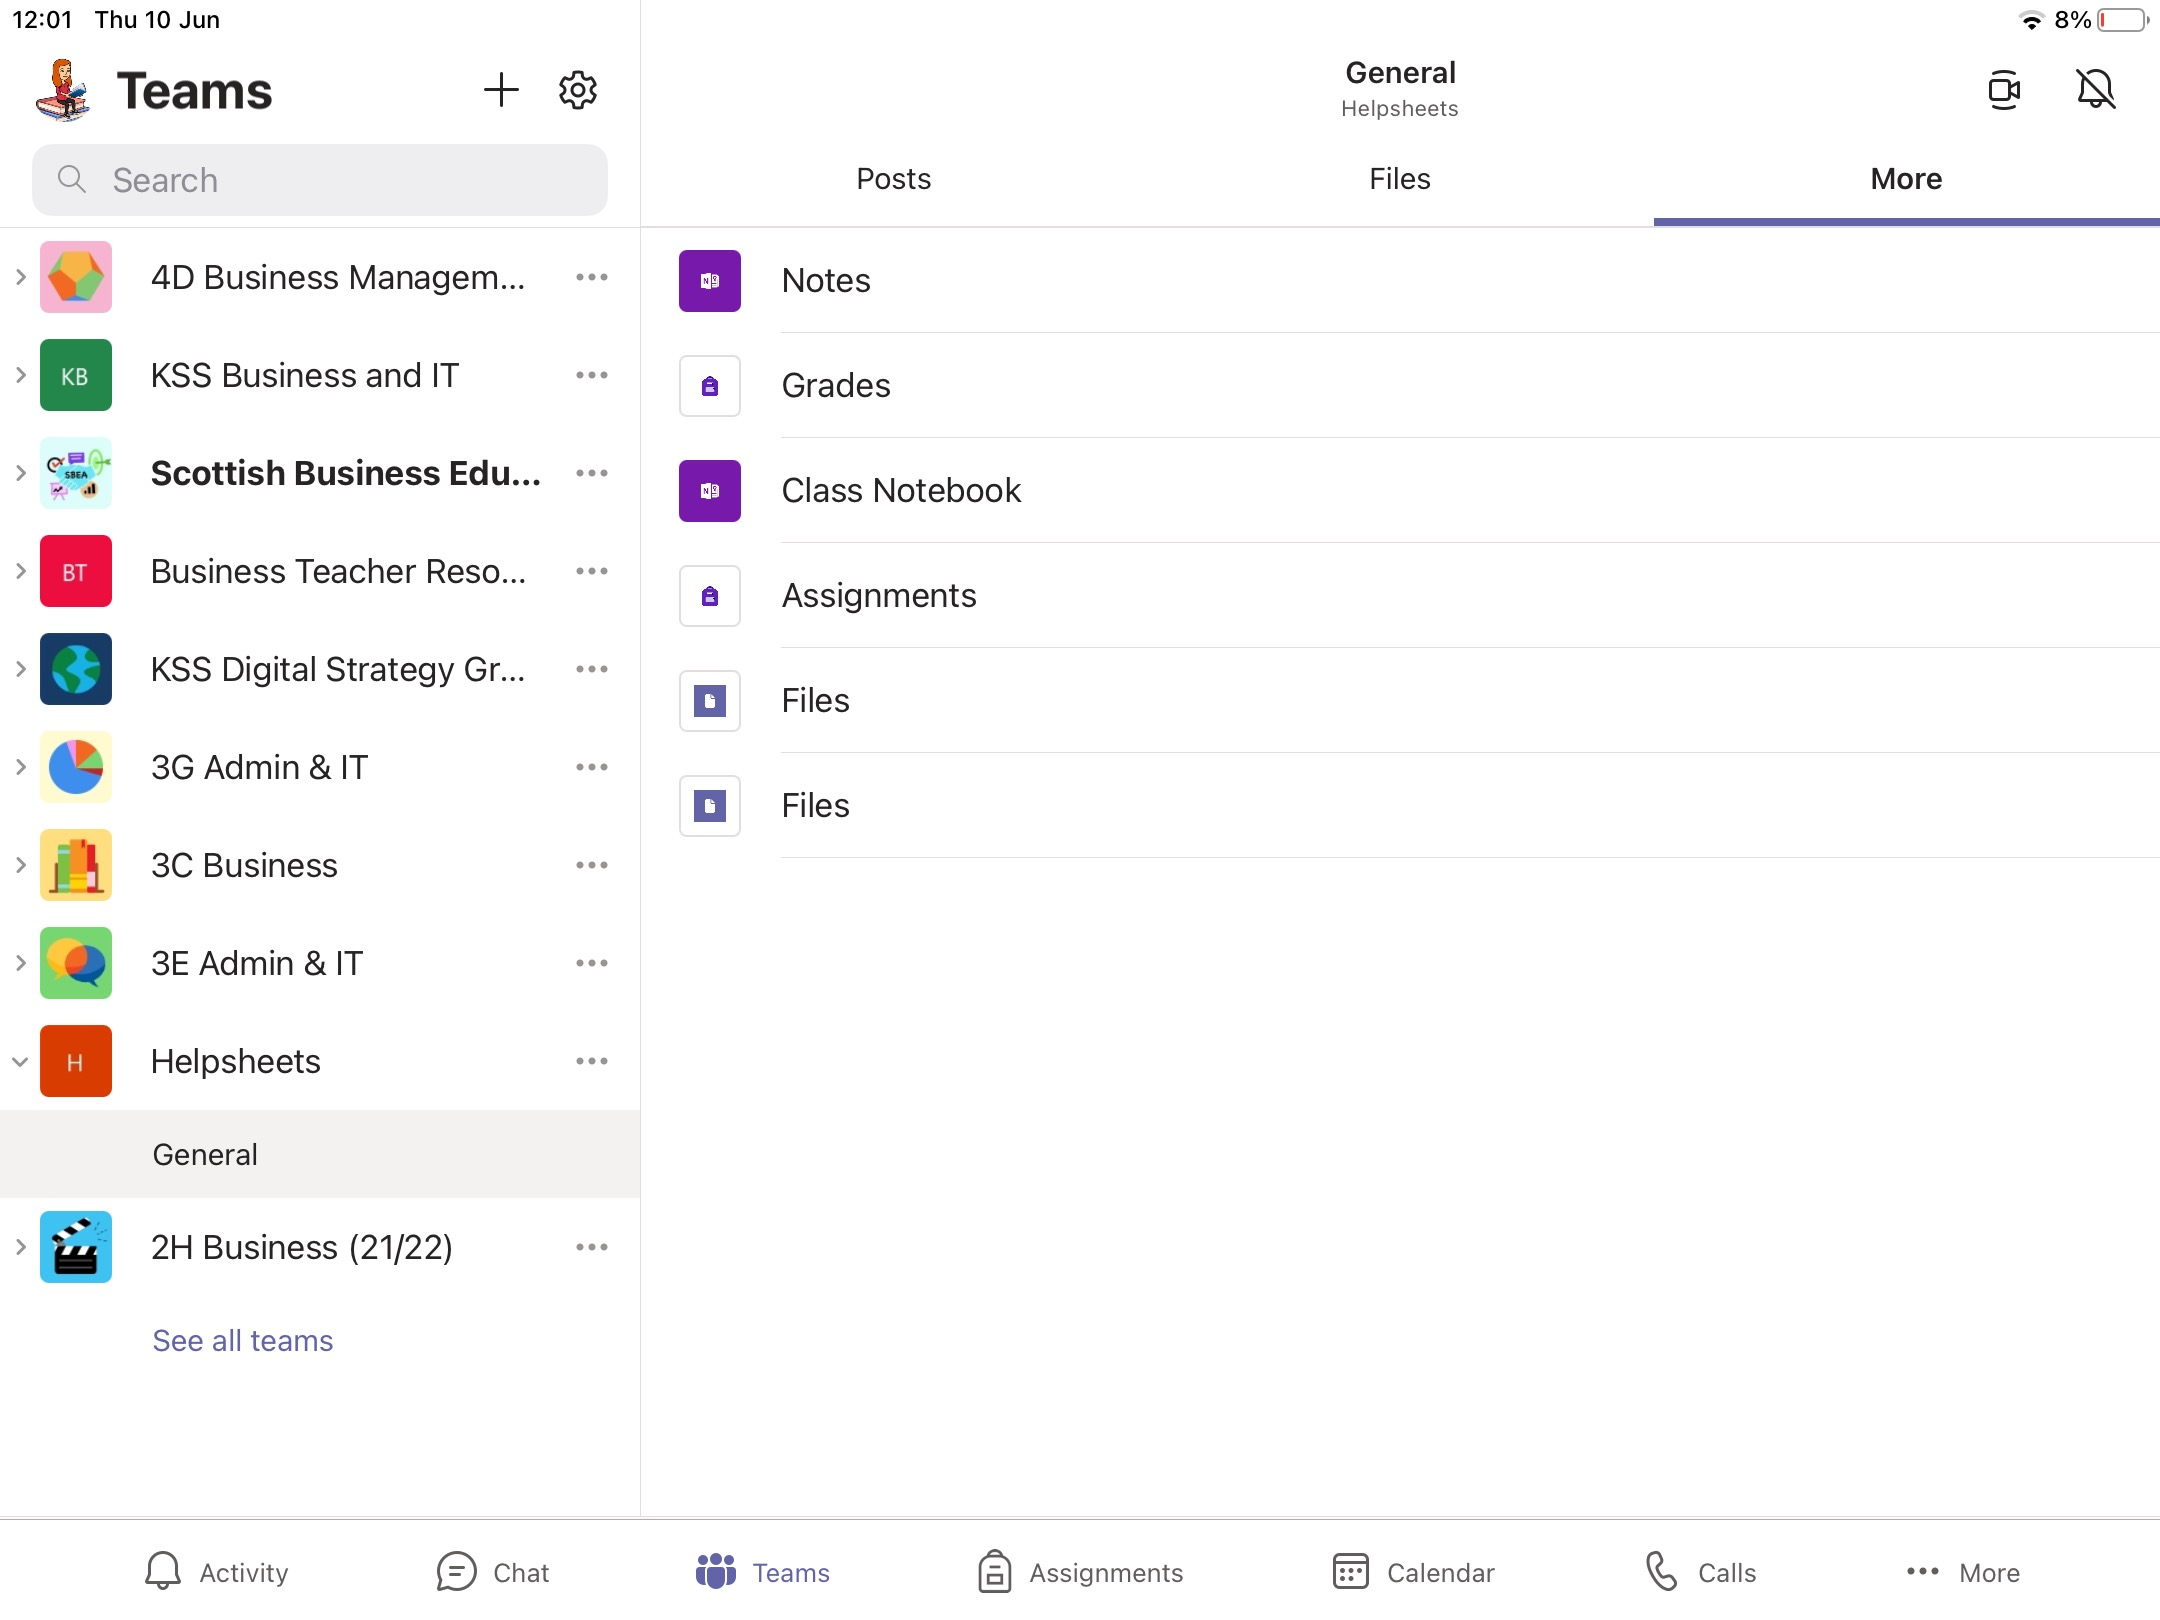 12:01 Thu 10 Jun
8%
Teams
Search
4D Business Managem...
KB
KSS Business and IT
SBEA
Scottish Business Edu...
BT
Business Teacher Reso...
KSS Digital Strategy Gr...
3G Admin & IT
3C Business
3E Admin & IT
H
Helpsheets
General
2H Business (21/22)
See all teams
General
Helpsheets
Posts Files More
Notes
Grades
Class Notebook
Assignments
Files
Files
Activity Chat Teams Assignments Calendar Calls More